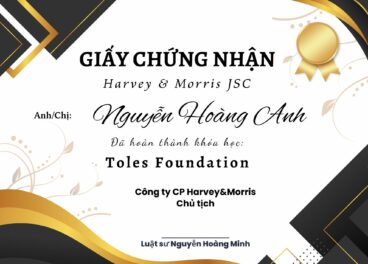 GIẤY CHỨNG NHẬN
Harvey & Morris JSC
Anh/Chị: Nguyễn Hoàng Anh
Đã hoàn thành khóa học:
Toles Foundation
Công ty CP Harvey&Morris
Chủ tịch
Luật sư Nguyễn Hoàng Minh